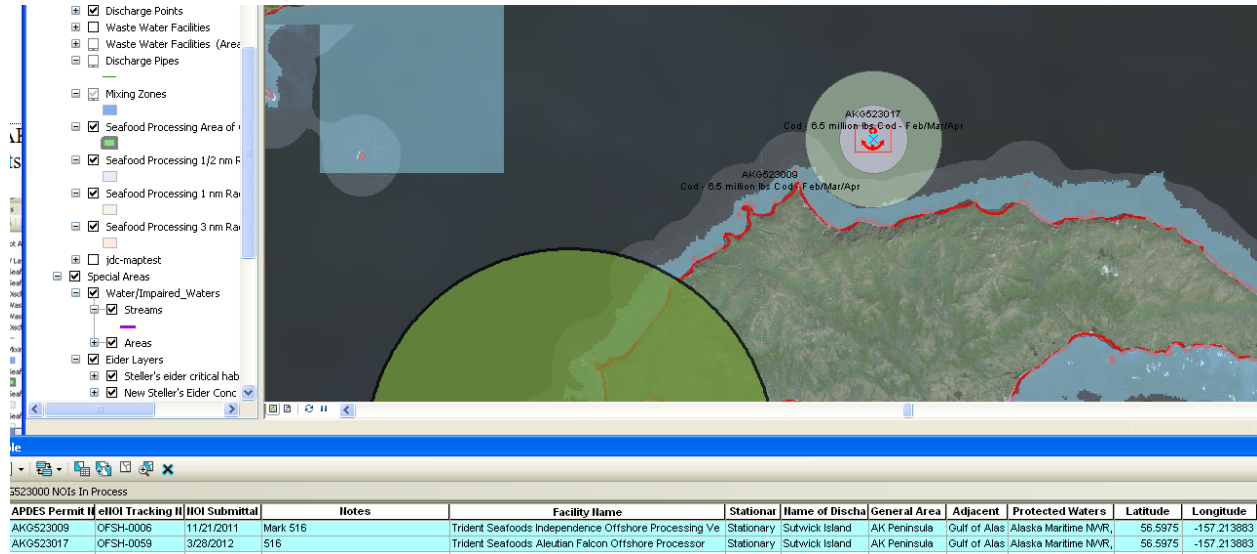 Discharge Points
Waste Water Facilities
Waste Water Facilities (Area
Discharge Pipes
Mixing Zones
Seafood Processing Area of
Seafood Processing 1/2 nm R
Seafood Processing 1 nm Ra
Seafood Processing 3 nm Ra
jdc-maptest
Special Areas
Water/Impaired_Waters
Streams
Areas
Eider Layers
Steller's eider critical hab
New Steller's Eider Conc
AKG523017
Cod - 6.5 million lbs Cod - Feb/Mar/Apr
AKG523009
Cod - 6.5 million lbs Cod - Feb/Mar/Apr
ble
G523000 NOIs In Process
APDES Permit N eNOI Tracking N NOI Submittal Notes Facility Name Stationar Name of Discha General Area Adjacent Protected Waters Latitude Longitude
AKG523009 OFSH-0006 11/21/2011 Mark 516 Trident Seafoods Independence Offshore Processing Ve Stationary Sutwick Island AK Peninsula Gulf of Alas Alaska Maritime NWR, 56.5975 -157.213883
AKG523017 OFSH-0059 3/28/2012 516 Trident Seafoods Aleutian Falcon Offshore Processor Stationary Sutwick Island AK Peninsula Gulf of Alas Alaska Maritime NWR, 56.5975 -157.213883